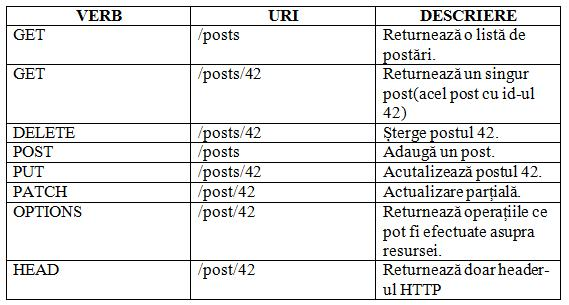 VERB URI DESCRIERE
GET /posts Returnează o listă de
postări.
GET /posts/42 Returnează un singur
post(acel post cu id-ul
42)
DELETE /posts/42 Șterge postul 42.
POST /posts Adaugă un post.
PUT /posts/42 Acutalizează postul 42.
PATCH /post/42 Actualizare parțială.
OPTIONS /post/42 Returnează operațiile ce
pot fi efectuate asupra
resursei.
HEAD /post/42 Returnează doar header-
ul HTTP